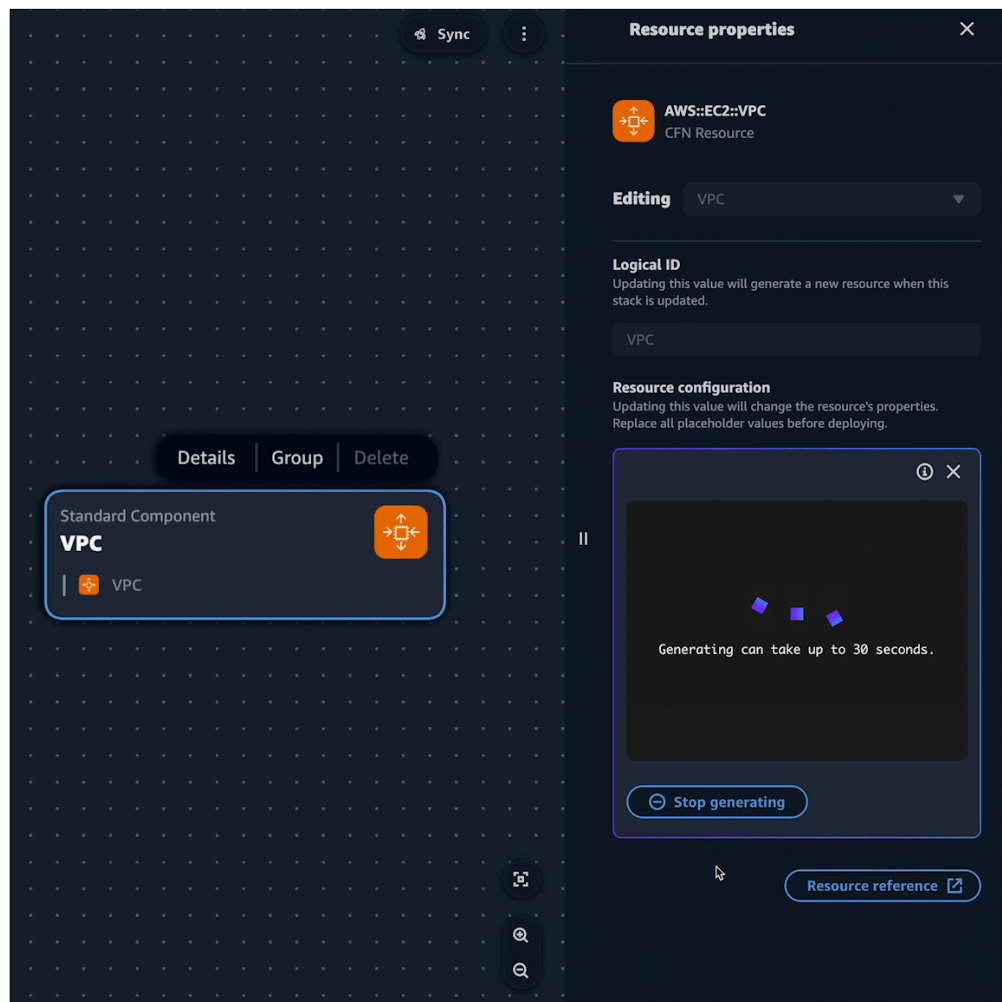 Sync
Resource properties
AWS::EC2::VPC
CFN Resource
Editing
VPC
Logical ID
Updating this value will generate a new resource when this
stack is updated.
VPC
Resource configuration
Updating this value will change the resource's properties.
Replace all placeholder values before deploying.
Details
Group
Delete
Standard Component
VPC
VPC
Generating can take up to 30 seconds.
Stop generating
Resource reference